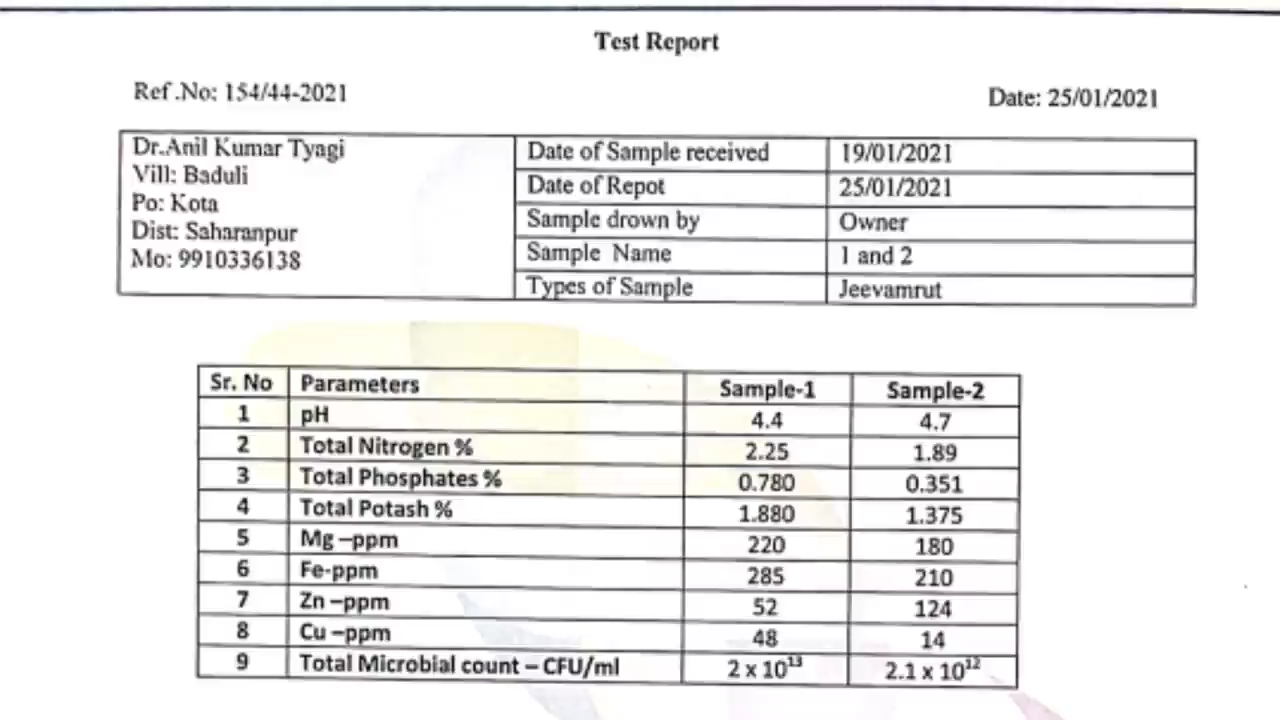 Test Report
Ref.No: 154/44-2021
Date: 25/01/2021
Dr.Anil Kumar Tyagi
Vill: Baduli
Po: Kota
Dist: Saharanpur
Mo: 9910336138
Date of Sample received 19/01/2021
Date of Repot 25/01/2021
Sample drown by Owner
Sample Name 1 and 2
Types of Sample Jeevamrut
Sr. No Parameters Sample-1 Sample-2
1 pH 4.4 4.7
2 Total Nitrogen % 2.25 1.89
3 Total Phosphates % 0.780 0.351
4 Total Potash % 1.880 1.375
5 Mg –ppm 220 180
6 Fe-ppm 285 210
7 Zn –ppm 52 124
8 Cu –ppm 48 14
9 Total Microbial count – CFU/ml 2 x 10¹³ 2.1 x 10¹²